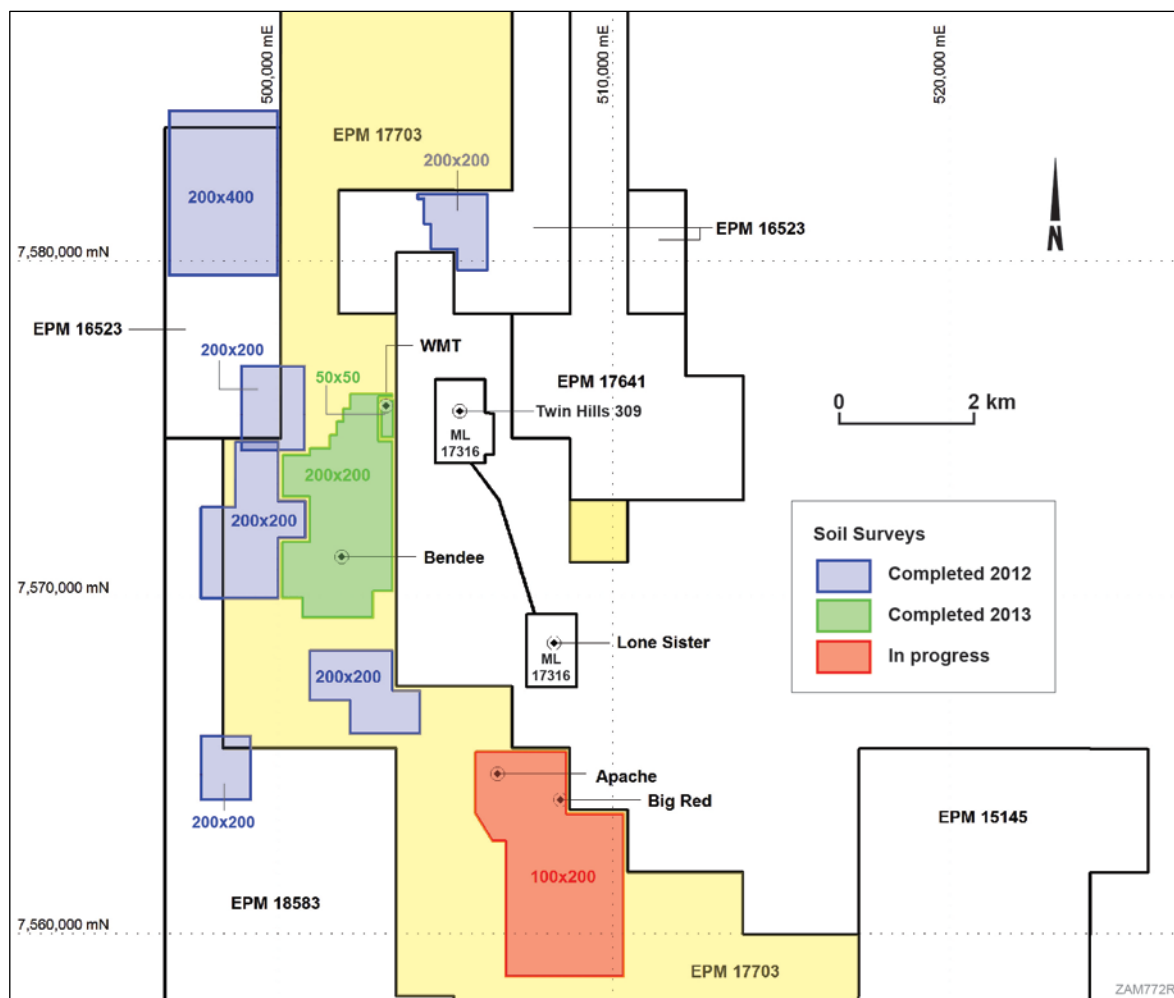 500,000 mE
510,000 mE
520,000 mE
EPM 17703
200x200
200x400
EPM 16523
N
7,580,000 mN
EPM 16523
WMT
200x200
50x50
EPM 17641
0
2 km
Twin Hills 309
ML
17316
200x200
200x200
Soil Surveys
Bendee
Completed 2012
7,570,000 mN
Completed 2013
Lone Sister
In progress
ML
17316
200x200
Apache
Big Red
200x200
EPM 15145
100x200
EPM 18583
7,560,000 mN
EPM 17703
ZAM772R